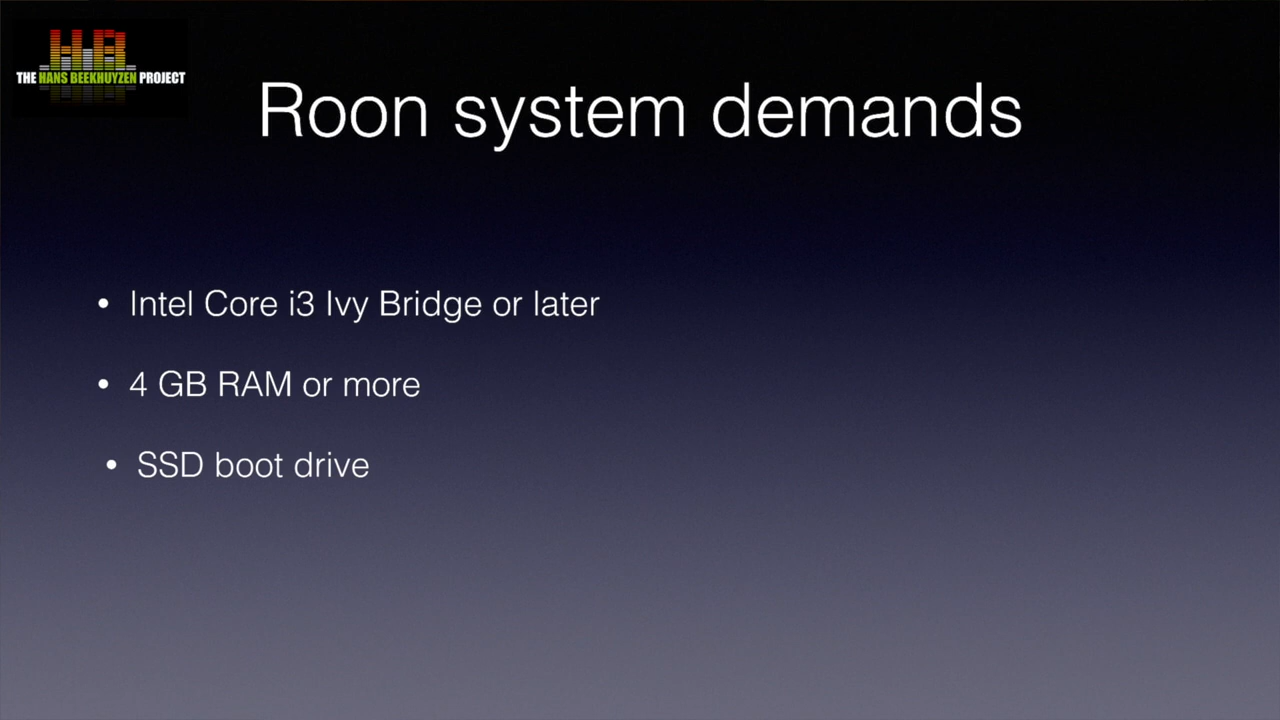 THE HANS BEEKHUYZEN PROJECT
Roon system demands
• Intel Core i3 Ivy Bridge or later
• 4 GB RAM or more
• SSD boot drive